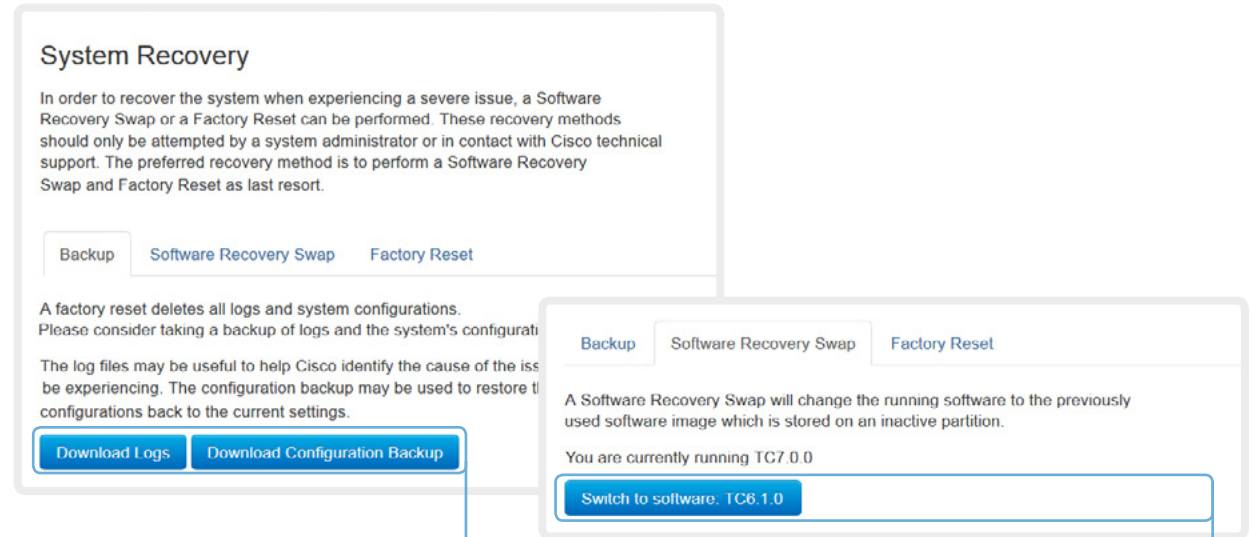 System Recovery
In order to recover the system when experiencing a severe issue, a Software
Recovery Swap or a Factory Reset can be performed. These recovery methods
should only be attempted by a system administrator or in contact with Cisco technical
support. The preferred recovery method is to perform a Software Recovery
Swap and Factory Reset as last resort.
Backup Software Recovery Swap Factory Reset
A factory reset deletes all logs and system configurations.
Please consider taking a backup of logs and the system's configurati
The log files may be useful to help Cisco identify the cause of the iss
be experiencing. The configuration backup may be used to restore t
configurations back to the current settings.
Download Logs Download Configuration Backup
Backup Software Recovery Swap Factory Reset
A Software Recovery Swap will change the running software to the previously
used software image which is stored on an inactive partition.
You are currently running TC7.0.0
Switch to software: TC6.1.0